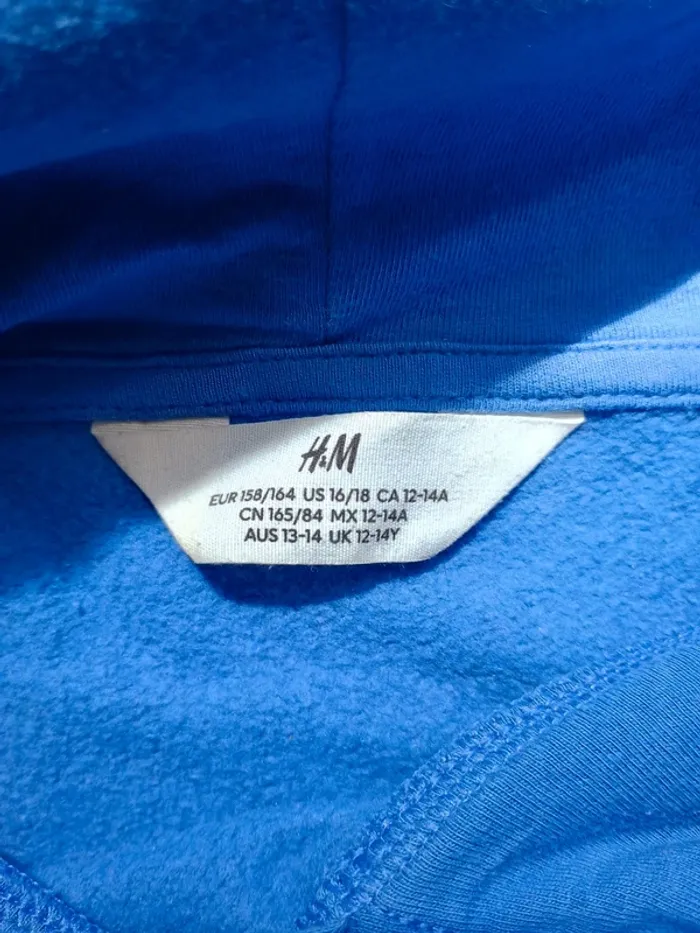 H&M
EUR 158/164 US 16/18 CA 12-14A
CN 165/84 MX 12-14A
AUS 13-14 UK 12-14Y